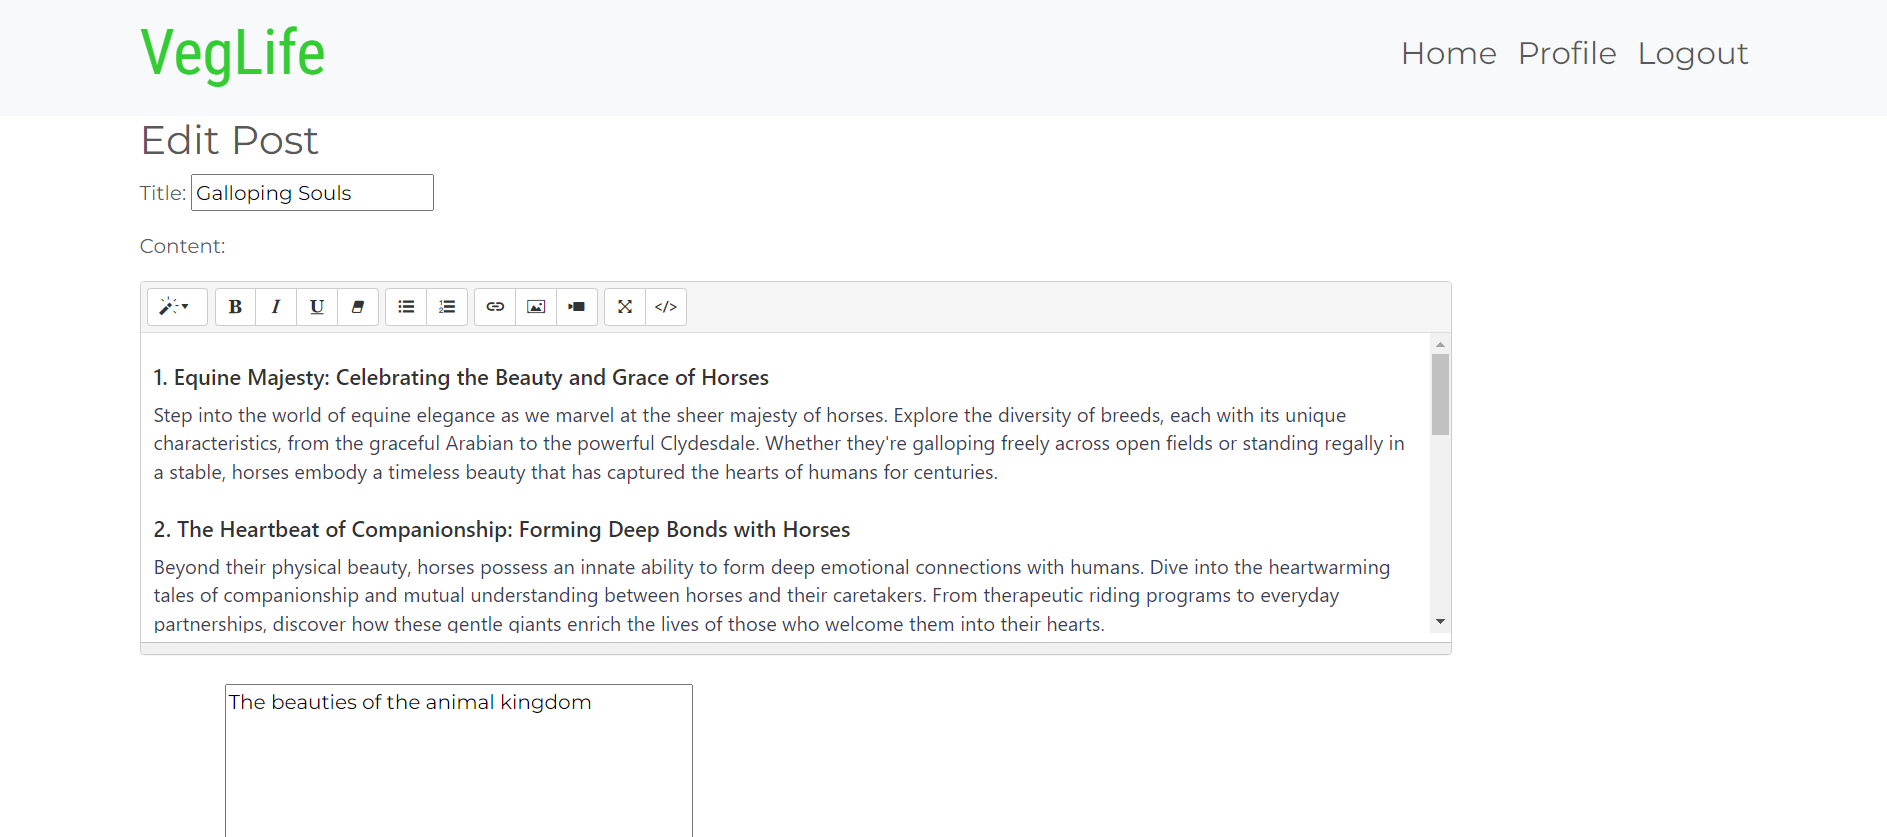 VegLife
Home Profile Logout
Edit Post
Title: Galloping Souls
Content:
B I U </>
1. Equine Majesty: Celebrating the Beauty and Grace of Horses
Step into the world of equine elegance as we marvel at the sheer majesty of horses. Explore the diversity of breeds, each with its unique
characteristics, from the graceful Arabian to the powerful Clydesdale. Whether they're galloping freely across open fields or standing regally in
a stable, horses embody a timeless beauty that has captured the hearts of humans for centuries.
2. The Heartbeat of Companionship: Forming Deep Bonds with Horses
Beyond their physical beauty, horses possess an innate ability to form deep emotional connections with humans. Dive into the heartwarming
tales of companionship and mutual understanding between horses and their caretakers. From therapeutic riding programs to everyday
partnerships, discover how these gentle giants enrich the lives of those who welcome them into their hearts.
The beauties of the animal kingdom